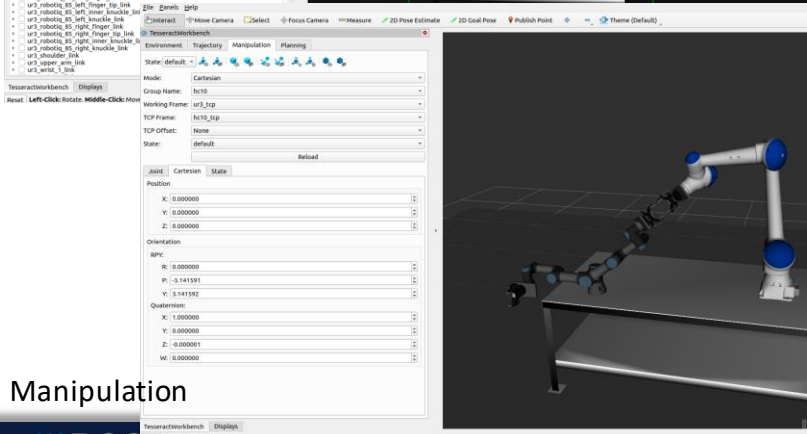 ur3_robotiq_85_left_finger_tip_link
ur3_robotiq_85_left_inner_knuckle_lin
ur3_robotiq_85_left_knuckle_link
ur3_robotiq_85_right_finger_link
ur3_robotiq_85_right_finger_tip_link
ur3_robotiq_85_right_inner_knuckle_lin
ur3_robotiq_85_right_knuckle_link
ur3_shoulder_link
ur3_upper_arm_link
ur3_wrist_1_link
TesseractWorkbench Displays
Reset Left-Click: Rotate. Middle-Click: Move
File Panels Help
Interact Move Camera Select Focus Camera Measure 2D Pose Estimate 2D Goal Pose Publish Point Theme (Default)
TesseractWorkbench
Environment Trajectory Manipulation Planning
State: default
Mode: Cartesian
Group Name: hc10
Working Frame: ur3_tcp
TCP Frame: hc10_tcp
TCP Offset: None
State: default
Reload
Joint Cartesian State
Position
X: 0.000000
Y: 0.000000
Z: 0.000000
Orientation
RPY:
R: 0.000000
P: -3.141591
Y: 3.141592
Quaternion:
X: 1.000000
Y: 0.000000
Z: -0.000001
W: 0.000000
Manipulation
TesseractWorkbench Displays